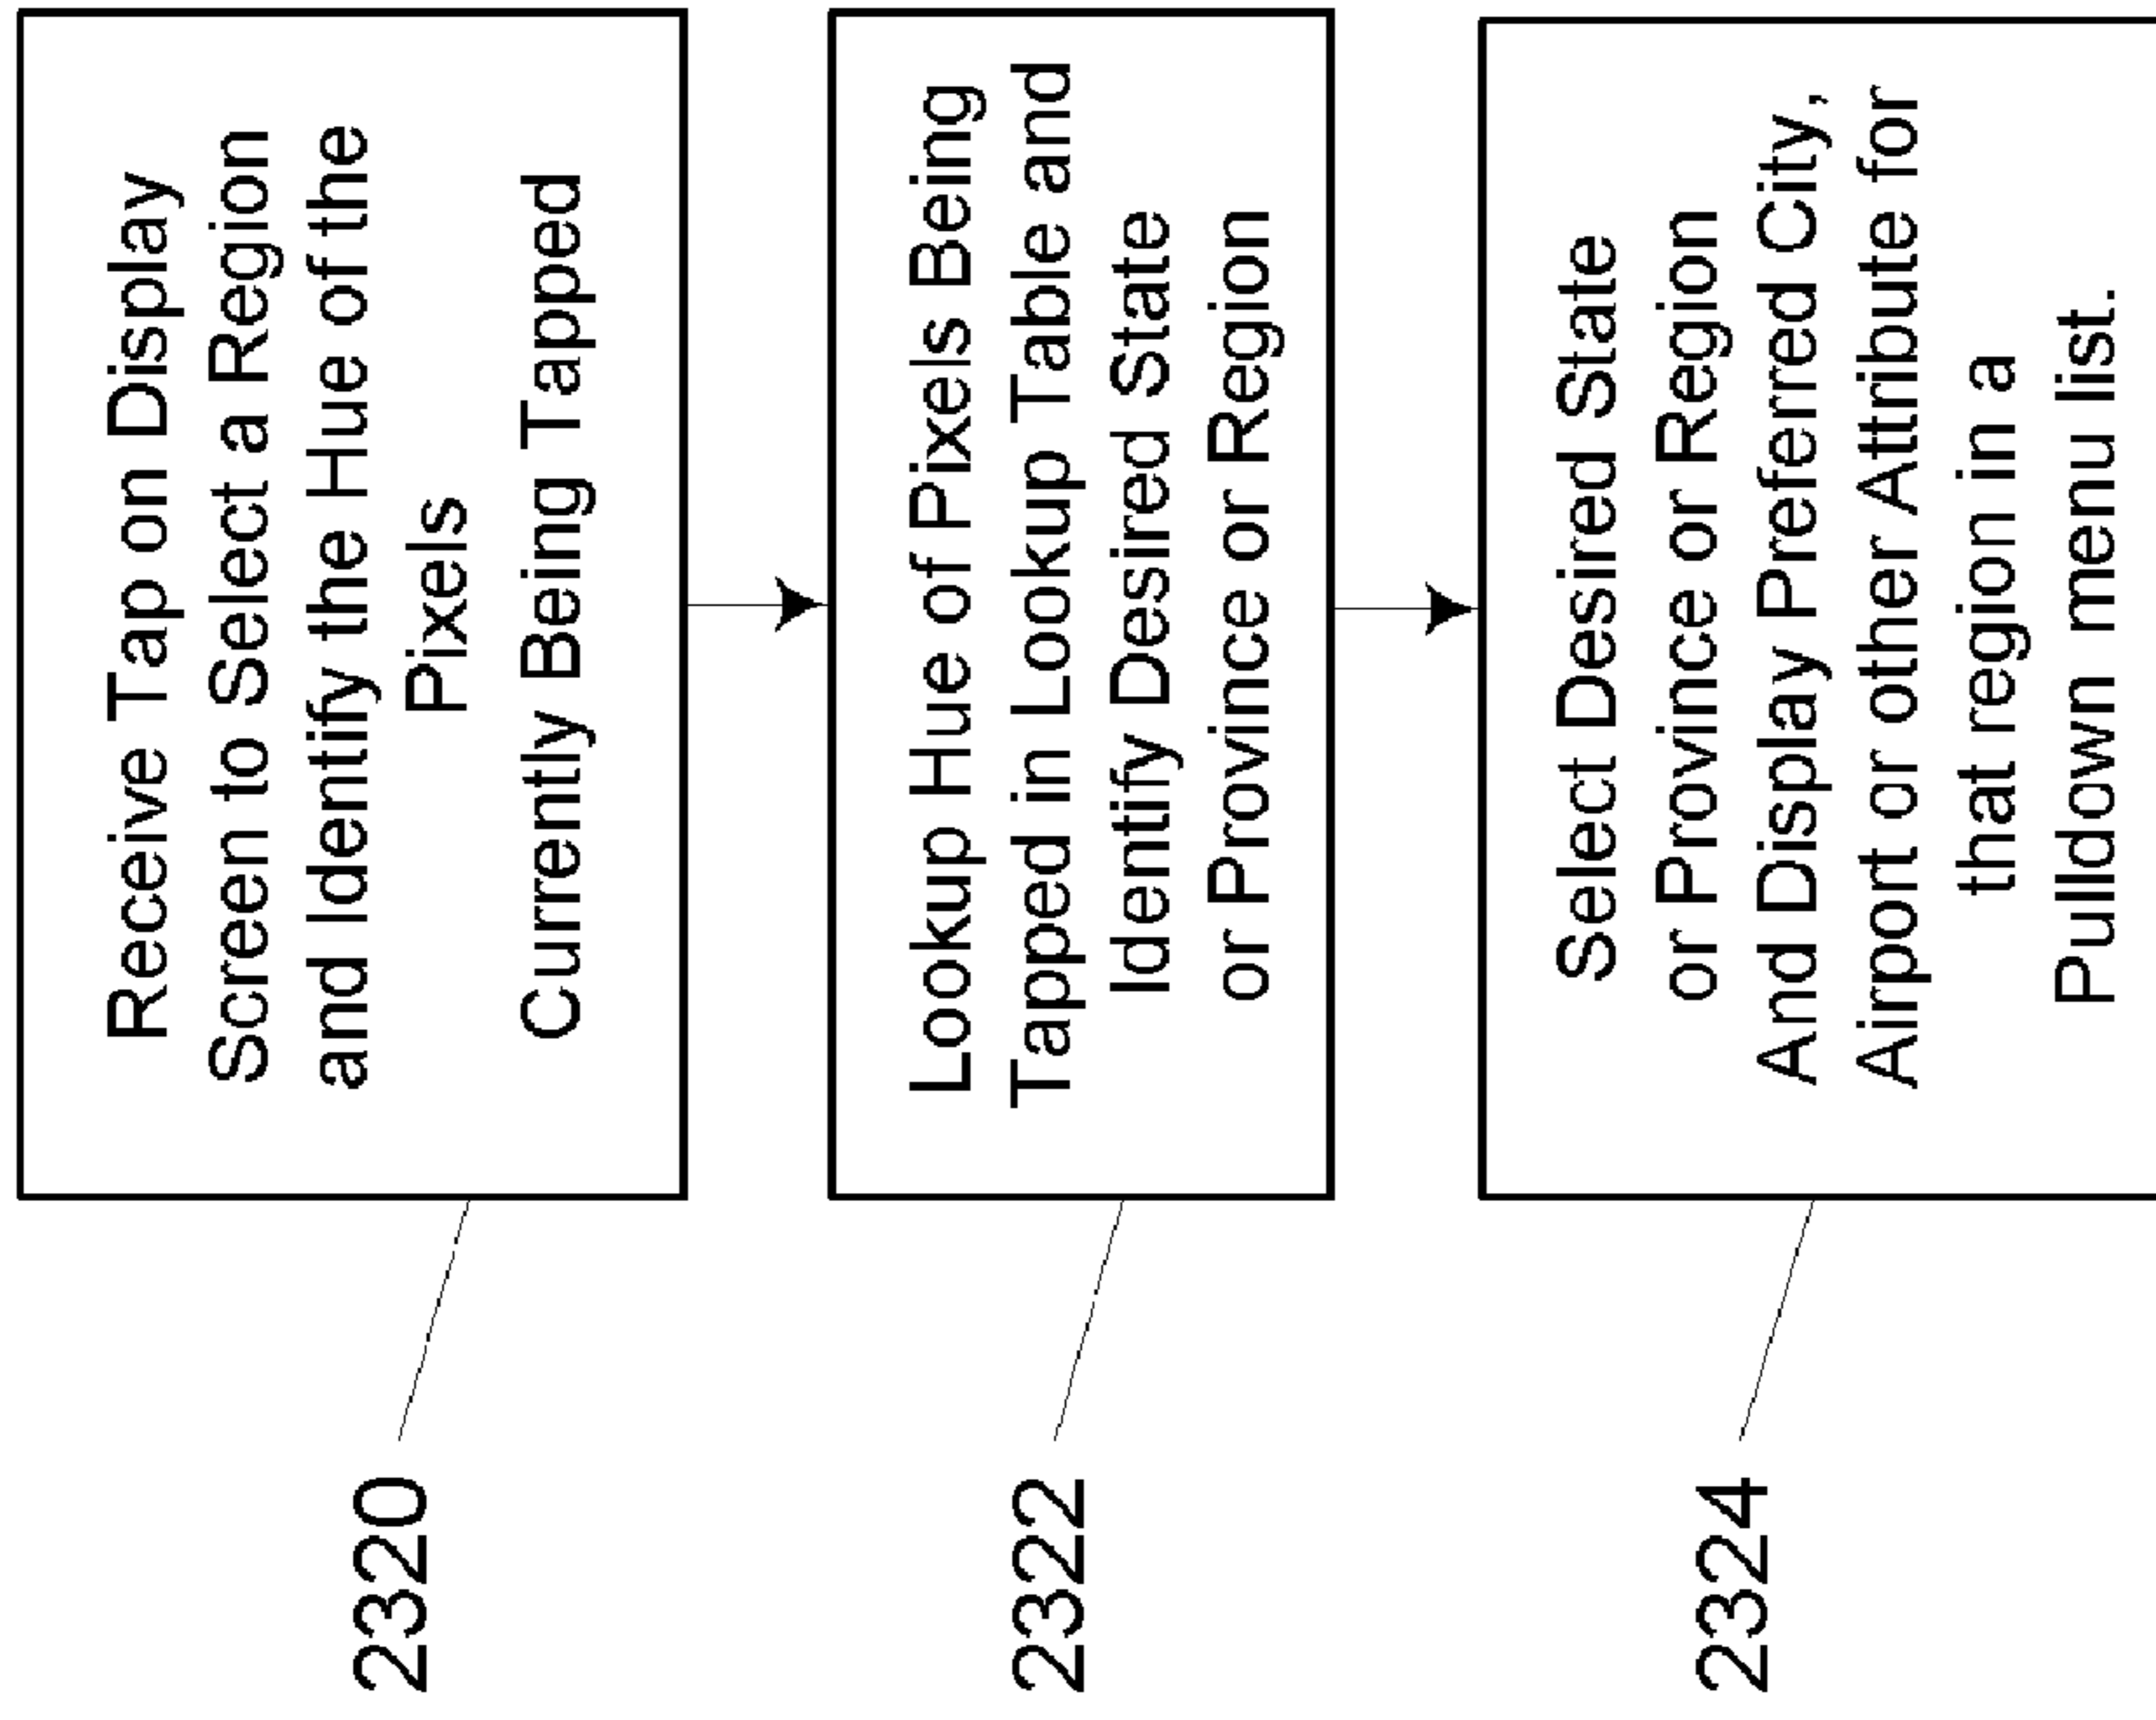 2320
Receive Tap on Display
Screen to Select a Region
and Identify the Hue of the
Pixels
Currently Being Tapped
2322
Lookup Hue of Pixels Being
Tapped in Lookup Table and
Identify Desired State
or Province or Region
2324
Select Desired State
or Province or Region
And Display Preferred City,
Airport or other Attribute for
that region in a
Pulldown menu list.